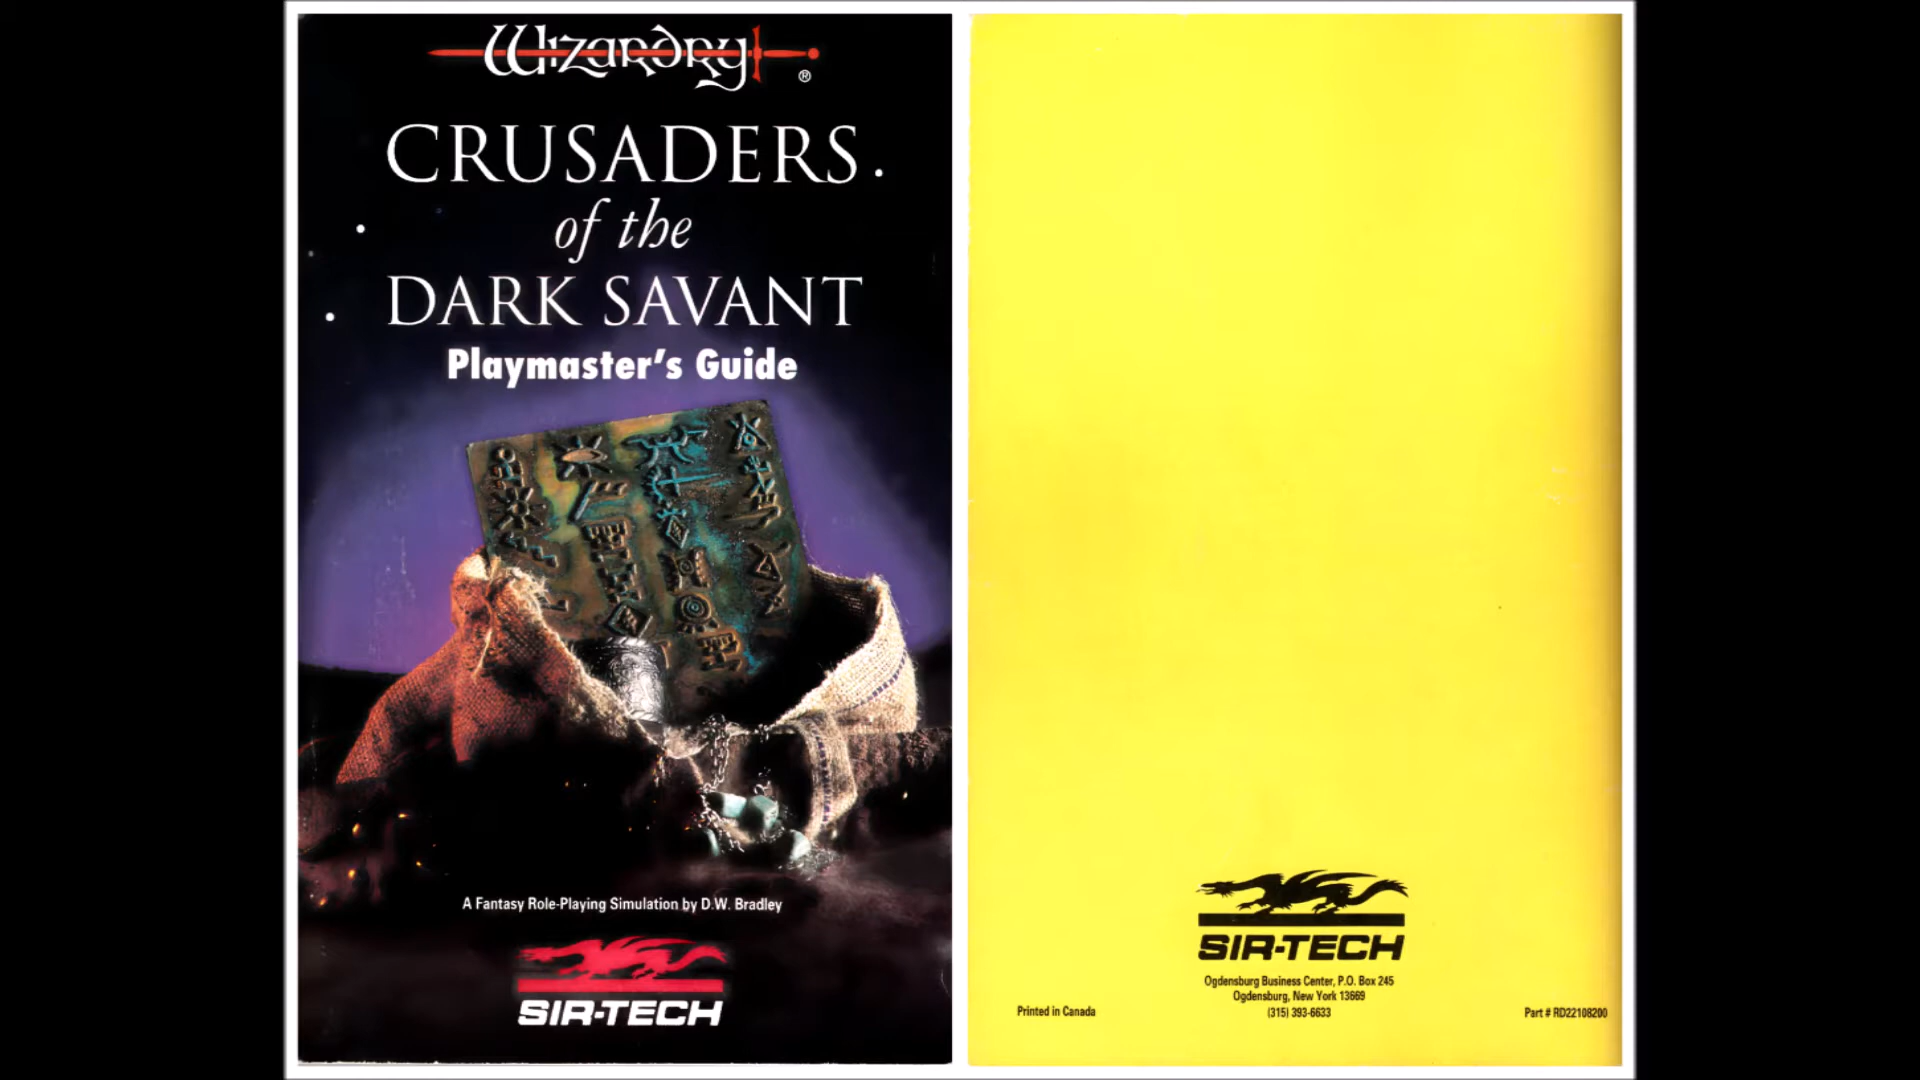 Wizardry®
CRUSADERS
of the
DARK SAVANT
Playmaster's Guide
A Fantasy Role-Playing Simulation by D.W. Bradley
SIR-TECH
SIR-TECH
Ogdensburg Business Center, P.O. Box 245
Ogdensburg, New York 13669
(315) 393-6633
Printed in Canada
Part # RD22108200